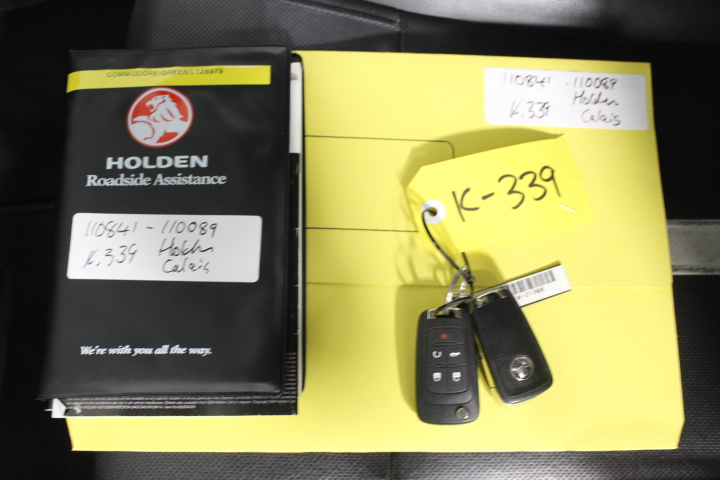 COMMODORE/GREEN/L126979
HOLDEN
Roadside Assistance
110841 - 110089
K.339 Holden
Calais
We're with you all the way.
110841 - 110089
K.339 Holden
Calais
K-339